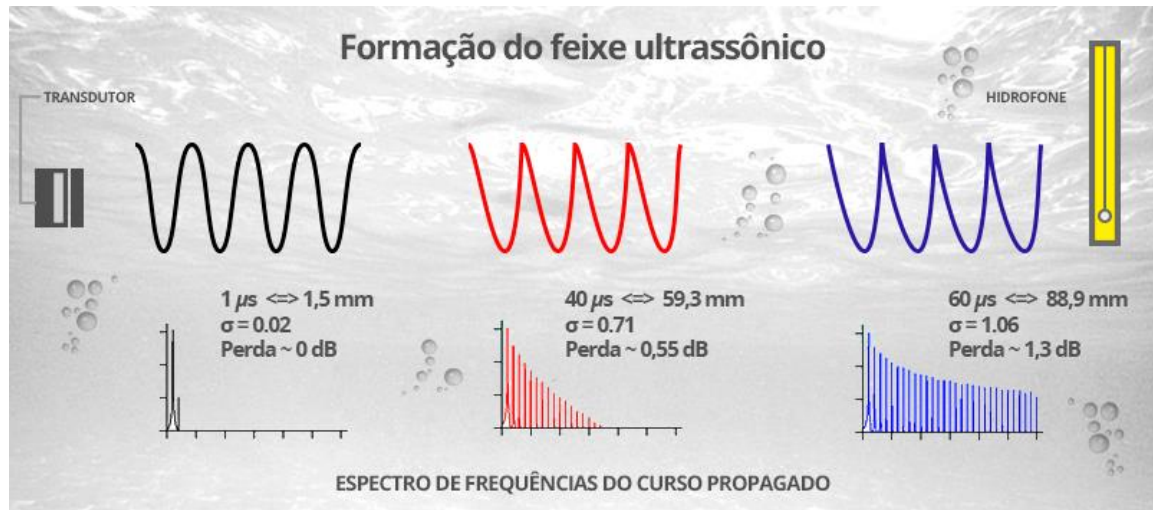 Formação do feixe ultrassônico
TRANSDUTOR
HIDROFONE
1 µs <=> 1,5 mm
σ = 0.02
Perda ~ 0 dB
40 µs <=> 59,3 mm
σ = 0.71
Perda ~ 0,55 dB
60 µs <=> 88,9 mm
σ = 1.06
Perda ~ 1,3 dB
ESPECTRO DE FREQUÊNCIAS DO CURSO PROPAGADO